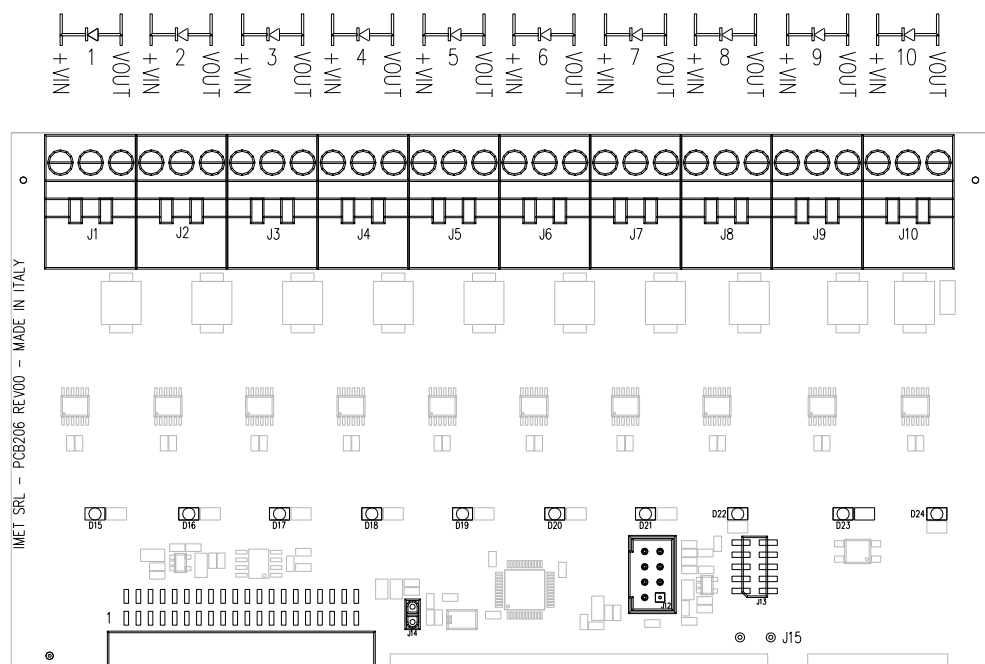 1 2 3 4 5 6 7 8 9 10
+VIN VOUT +VIN VOUT +VIN VOUT +VIN VOUT +VIN VOUT +VIN VOUT +VIN VOUT +VIN VOUT +VIN VOUT +VIN VOUT
J1 J2 J3 J4 J5 J6 J7 J8 J9 J10
IMET SRL - PCB206 REV00 - MADE IN ITALY
D15 D16 D17 D18 D19 D20 D21 D22 D23 D24
J12 J13
1
J14
J15